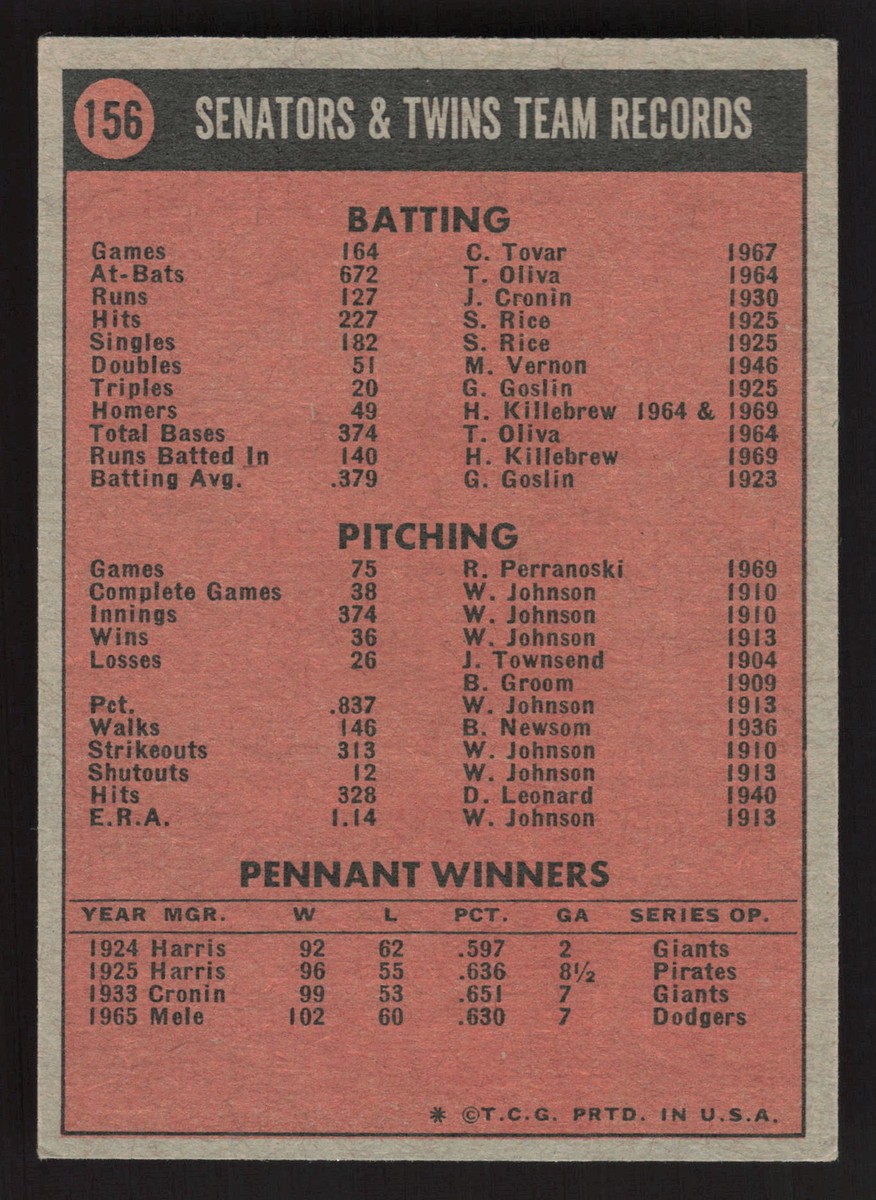 156 SENATORS & TWINS TEAM RECORDS
BATTING
Games 164 C. Tovar 1967
At-Bats 672 T. Oliva 1964
Runs 127 J. Cronin 1930
Hits 227 S. Rice 1925
Singles 182 S. Rice 1925
Doubles 51 M. Vernon 1946
Triples 20 G. Goslin 1925
Homers 49 H. Killebrew 1964 & 1969
Total Bases 374 T. Oliva 1964
Runs Batted In 140 H. Killebrew 1969
Batting Avg. .379 G. Goslin 1923
PITCHING
Games 75 R. Perranoski 1969
Complete Games 38 W. Johnson 1910
Innings 374 W. Johnson 1910
Wins 36 W. Johnson 1913
Losses 26 J. Townsend 1904
B. Groom 1909
Pct. .837 W. Johnson 1913
Walks 146 B. Newsom 1936
Strikeouts 313 W. Johnson 1910
Shutouts 12 W. Johnson 1913
Hits 328 D. Leonard 1940
E.R.A. 1.14 W. Johnson 1913
PENNANT WINNERS
YEAR MGR. W L PCT. GA SERIES OP.
1924 Harris 92 62 .597 2 Giants
1925 Harris 96 55 .636 8½ Pirates
1933 Cronin 99 53 .651 7 Giants
1965 Mele 102 60 .630 7 Dodgers
* ©T.C.G. PRTD. IN U.S.A.